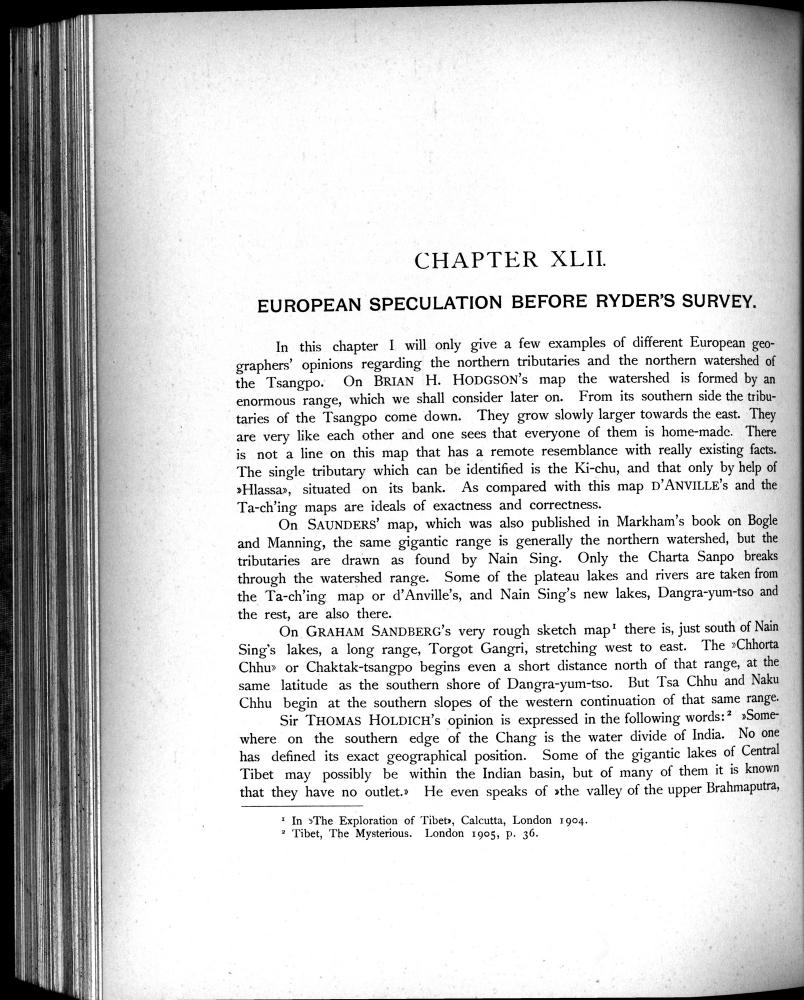 CHAPTER XLII.
EUROPEAN SPECULATION BEFORE RYDER'S SURVEY.
In this chapter I will only give a few examples of different European geo-
graphers' opinions regarding the northern tributaries and the northern watershed of
the Tsangpo. On BRIAN H. HODGSON's map the watershed is formed by an
enormous range, which we shall consider later on. From its southern side the tribu-
taries of the Tsangpo come down. They grow slowly larger towards the east. They
are very like each other and one sees that everyone of them is home-made. There
is not a line on this map that has a remote resemblance with really existing facts.
The single tributary which can be identified is the Ki-chu, and that only by help of
»Hlassa», situated on its bank. As compared with this map D'ANVILLE's and the
Ta-ch'ing maps are ideals of exactness and correctness.
On SAUNDERS' map, which was also published in Markham's book on Bogle
and Manning, the same gigantic range is generally the northern watershed, but the
tributaries are drawn as found by Nain Sing. Only the Charta Sanpo breaks
through the watershed range. Some of the plateau lakes and rivers are taken from
the Ta-ch'ing map or d'Anville's, and Nain Sing's new lakes, Dangra-yum-tso and
the rest, are also there.
On GRAHAM SANDBERG's very rough sketch map¹ there is, just south of Nain
Sing's lakes, a long range, Torgot Gangri, stretching west to east. The »Chhorta
Chhu» or Chaktak-tsangpo begins even a short distance north of that range, at the
same latitude as the southern shore of Dangra-yum-tso. But Tsa Chhu and Naku
Chhu begin at the southern slopes of the western continuation of that same range.
Sir THOMAS HOLDICH's opinion is expressed in the following words:² »Some-
where on the southern edge of the Chang is the water divide of India. No one
has defined its exact geographical position. Some of the gigantic lakes of Central
Tibet may possibly be within the Indian basin, but of many of them it is known
that they have no outlet.» He even speaks of »the valley of the upper Brahmaputra,
¹ In »The Exploration of Tibet», Calcutta, London 1904.
² Tibet, The Mysterious. London 1905, p. 36.